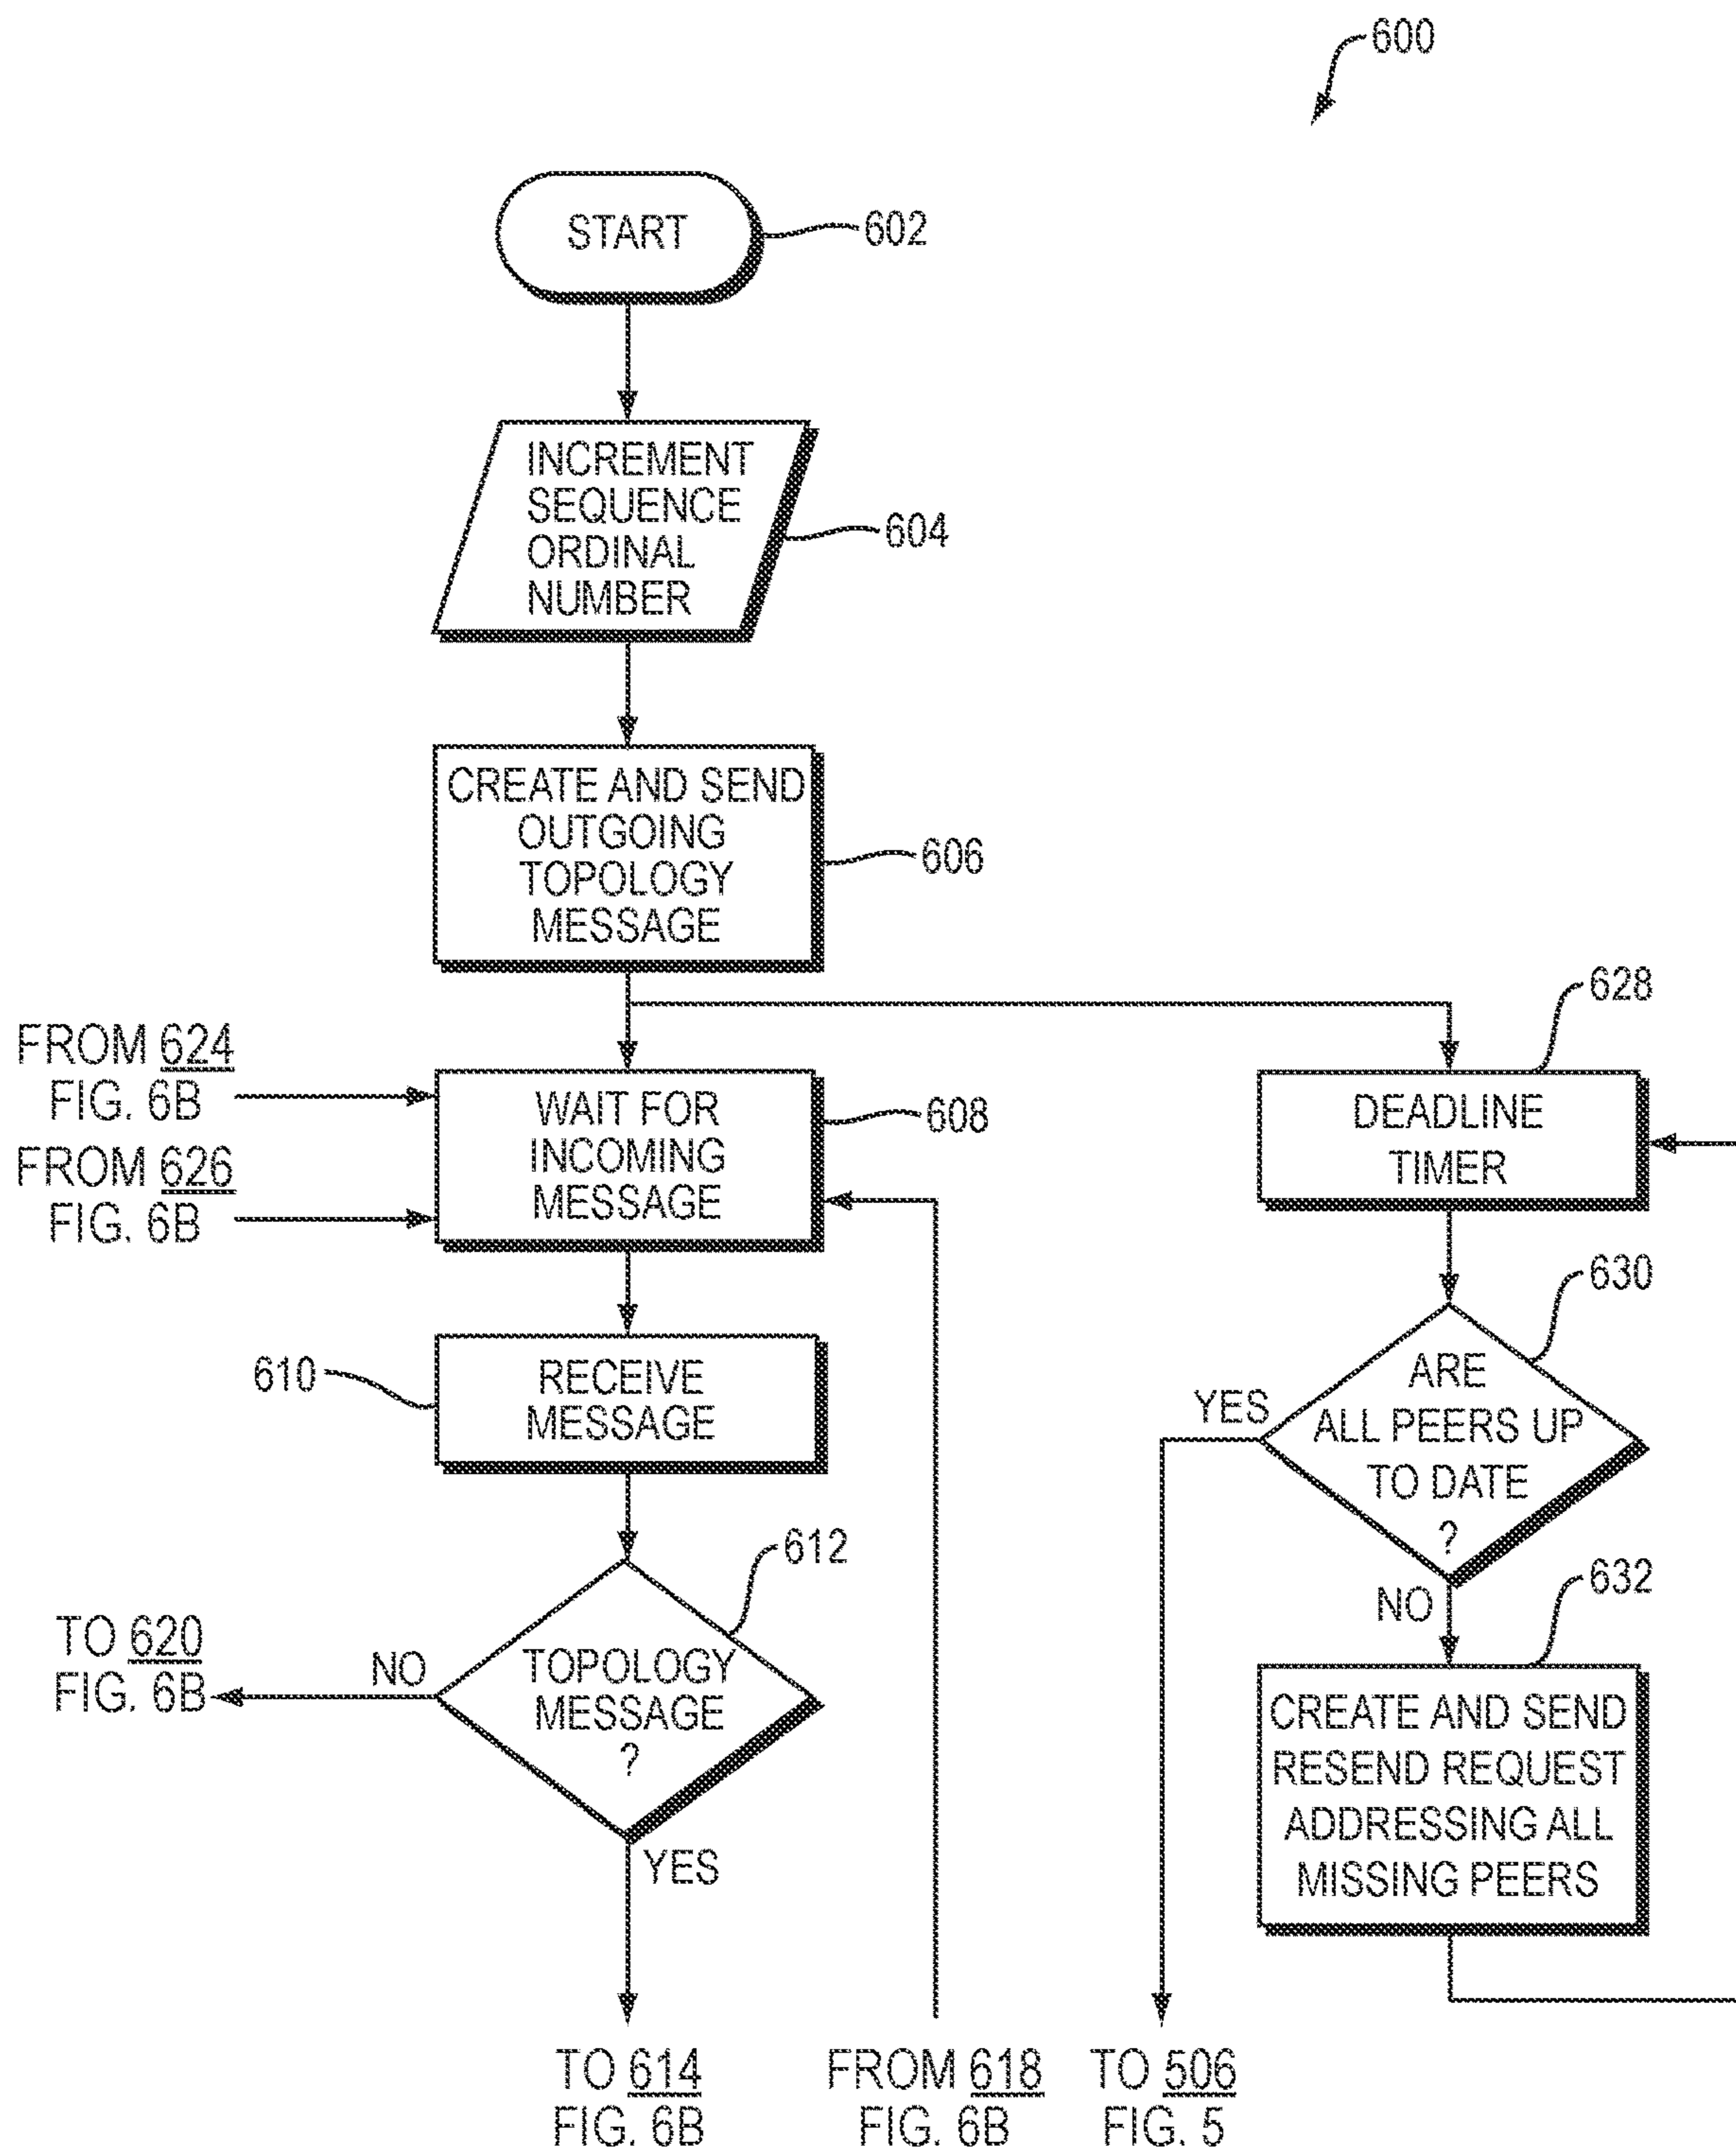 600
START
602
INCREMENT
SEQUENCE
ORDINAL
NUMBER
604
CREATE AND SEND
OUTGOING
TOPOLOGY
MESSAGE
606
FROM 624
FIG. 6B
FROM 626
FIG. 6B
WAIT FOR
INCOMING
MESSAGE
608
628
DEADLINE
TIMER
610
RECEIVE
MESSAGE
630
ARE
ALL PEERS UP
TO DATE
?
YES
NO
612
TOPOLOGY
MESSAGE
?
NO
TO 620
FIG. 6B
YES
632
CREATE AND SEND
RESEND REQUEST
ADDRESSING ALL
MISSING PEERS
TO 614
FIG. 6B
FROM 618
FIG. 6B
TO 506
FIG. 5